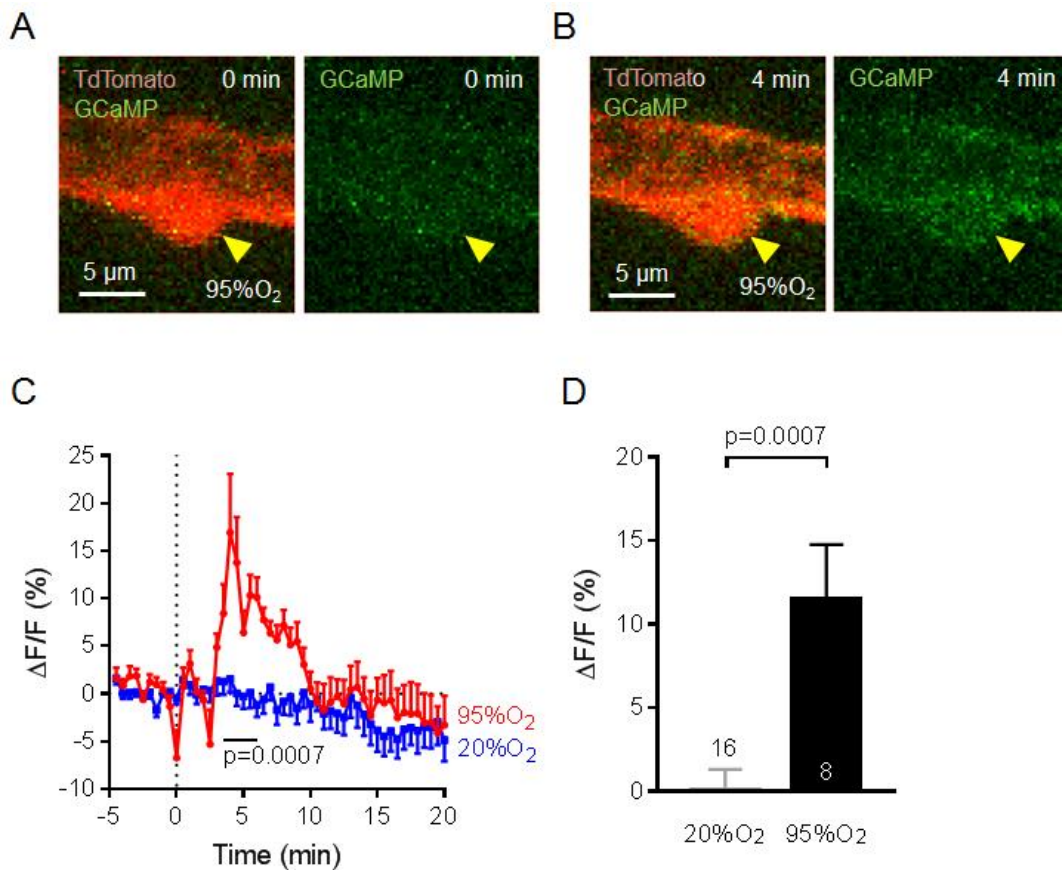 A
TdTomato 0 min
GCaMP
5 µm
95%O₂
GCaMP 0 min
B
TdTomato 4 min
GCaMP
5 µm
95%O₂
GCaMP 4 min
C
ΔF/F (%)
25
20
15
10
5
0
-5
-10
95%O₂
20%O₂
p=0.0007
-5 0 5 10 15 20
Time (min)
D
p=0.0007
ΔF/F (%)
20
15
10
5
0
16
8
20%O₂ 95%O₂